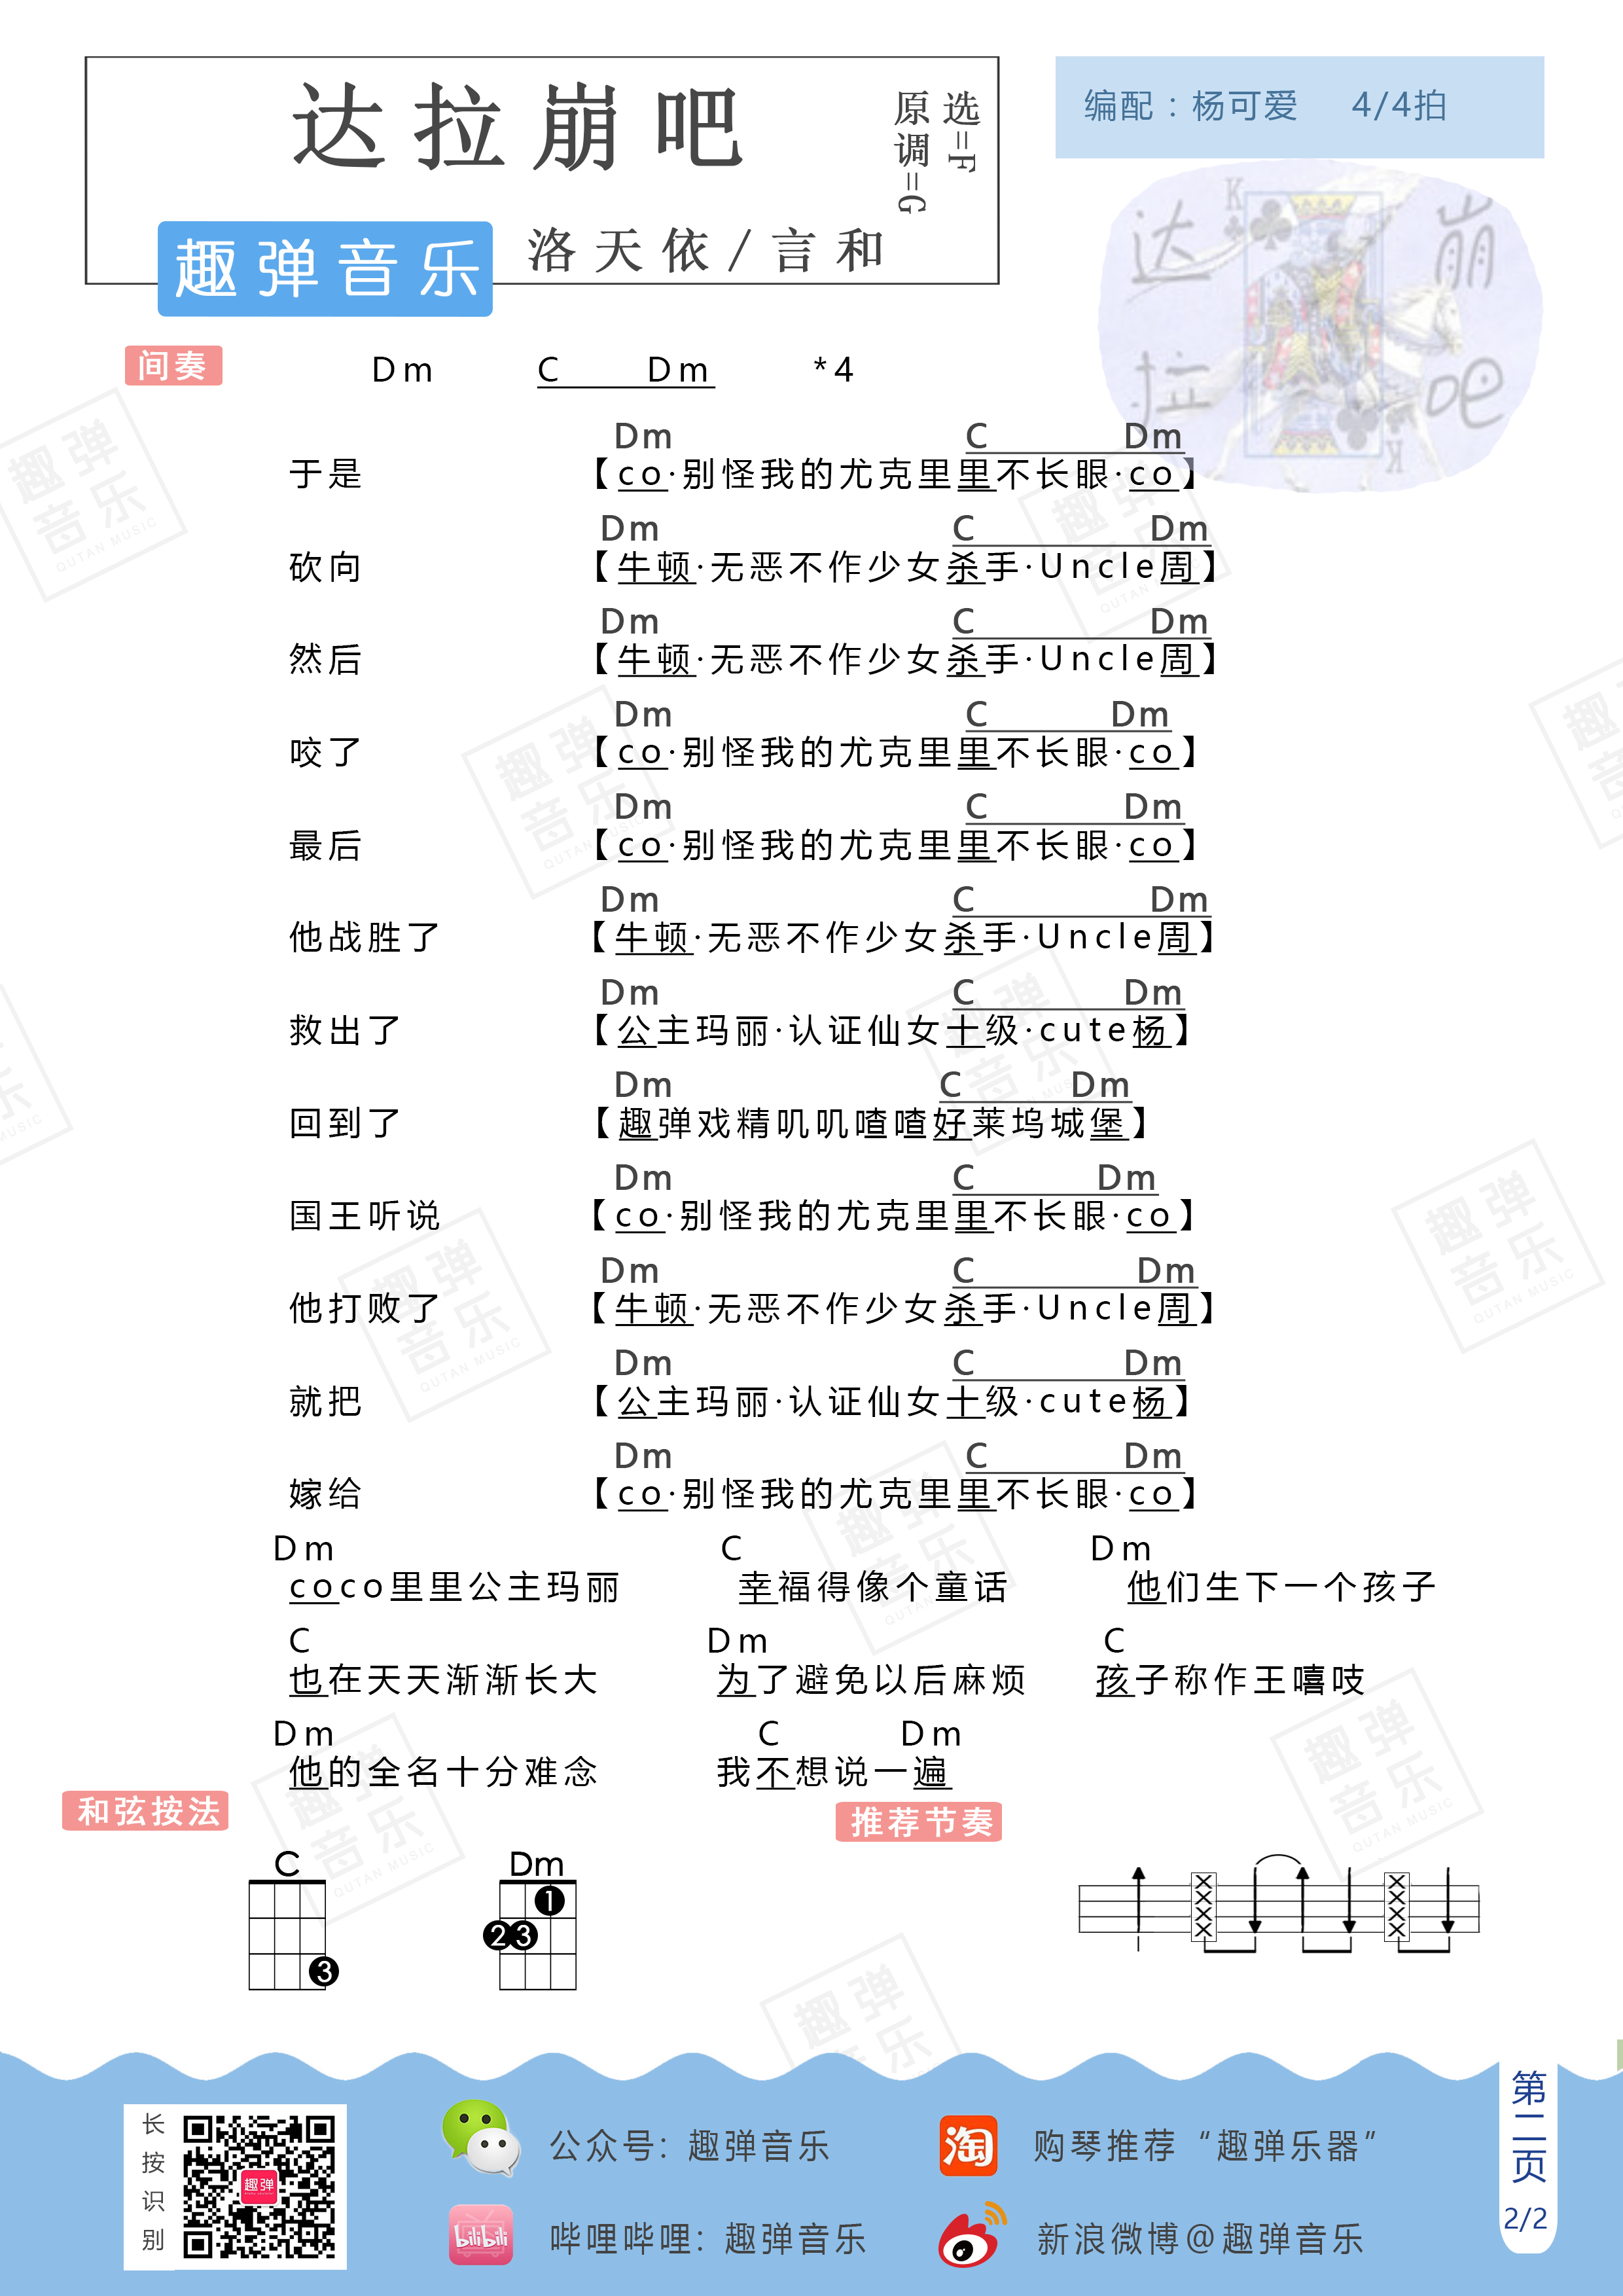 达拉崩吧
原调=G
选=F
洛天依/言和
趣弹音乐
编配：杨可爱 4/4拍
K
达 崩
拉 吧
K
间奏 Dm C Dm *4
Dm C Dm
于是 【co·别怪我的尤克里里不长眼·co】
Dm C Dm
砍向 【牛顿·无恶不作少女杀手·Uncle周】
Dm C Dm
然后 【牛顿·无恶不作少女杀手·Uncle周】
Dm C Dm
咬了 【co·别怪我的尤克里里不长眼·co】
Dm C Dm
最后 【co·别怪我的尤克里里不长眼·co】
Dm C Dm
他战胜了 【牛顿·无恶不作少女杀手·Uncle周】
Dm C Dm
救出了 【公主玛丽·认证仙女十级·cute杨】
Dm C Dm
回到了 【趣弹戏精叽叽喳喳好莱坞城堡】
Dm C Dm
国王听说 【co·别怪我的尤克里里不长眼·co】
Dm C Dm
他打败了 【牛顿·无恶不作少女杀手·Uncle周】
Dm C Dm
就把 【公主玛丽·认证仙女十级·cute杨】
Dm C Dm
嫁给 【co·别怪我的尤克里里不长眼·co】
Dm C Dm
coco里里公主玛丽 幸福得像个童话 他们生下一个孩子
C Dm C
也在天天渐渐长大 为了避免以后麻烦 孩子称作王嘻吱
Dm C Dm
他的全名十分难念 我不想说一遍
和弦按法
推荐节奏
C Dm
1
2 3
3
X X
X X
X X
X X
长按识别
趣弹
公众号：趣弹音乐
淘
购琴推荐“趣弹乐器”
bilibili
哔哩哔哩：趣弹音乐
新浪微博@趣弹音乐
第二页
2/2
趣弹音乐
QUTAN MUSIC